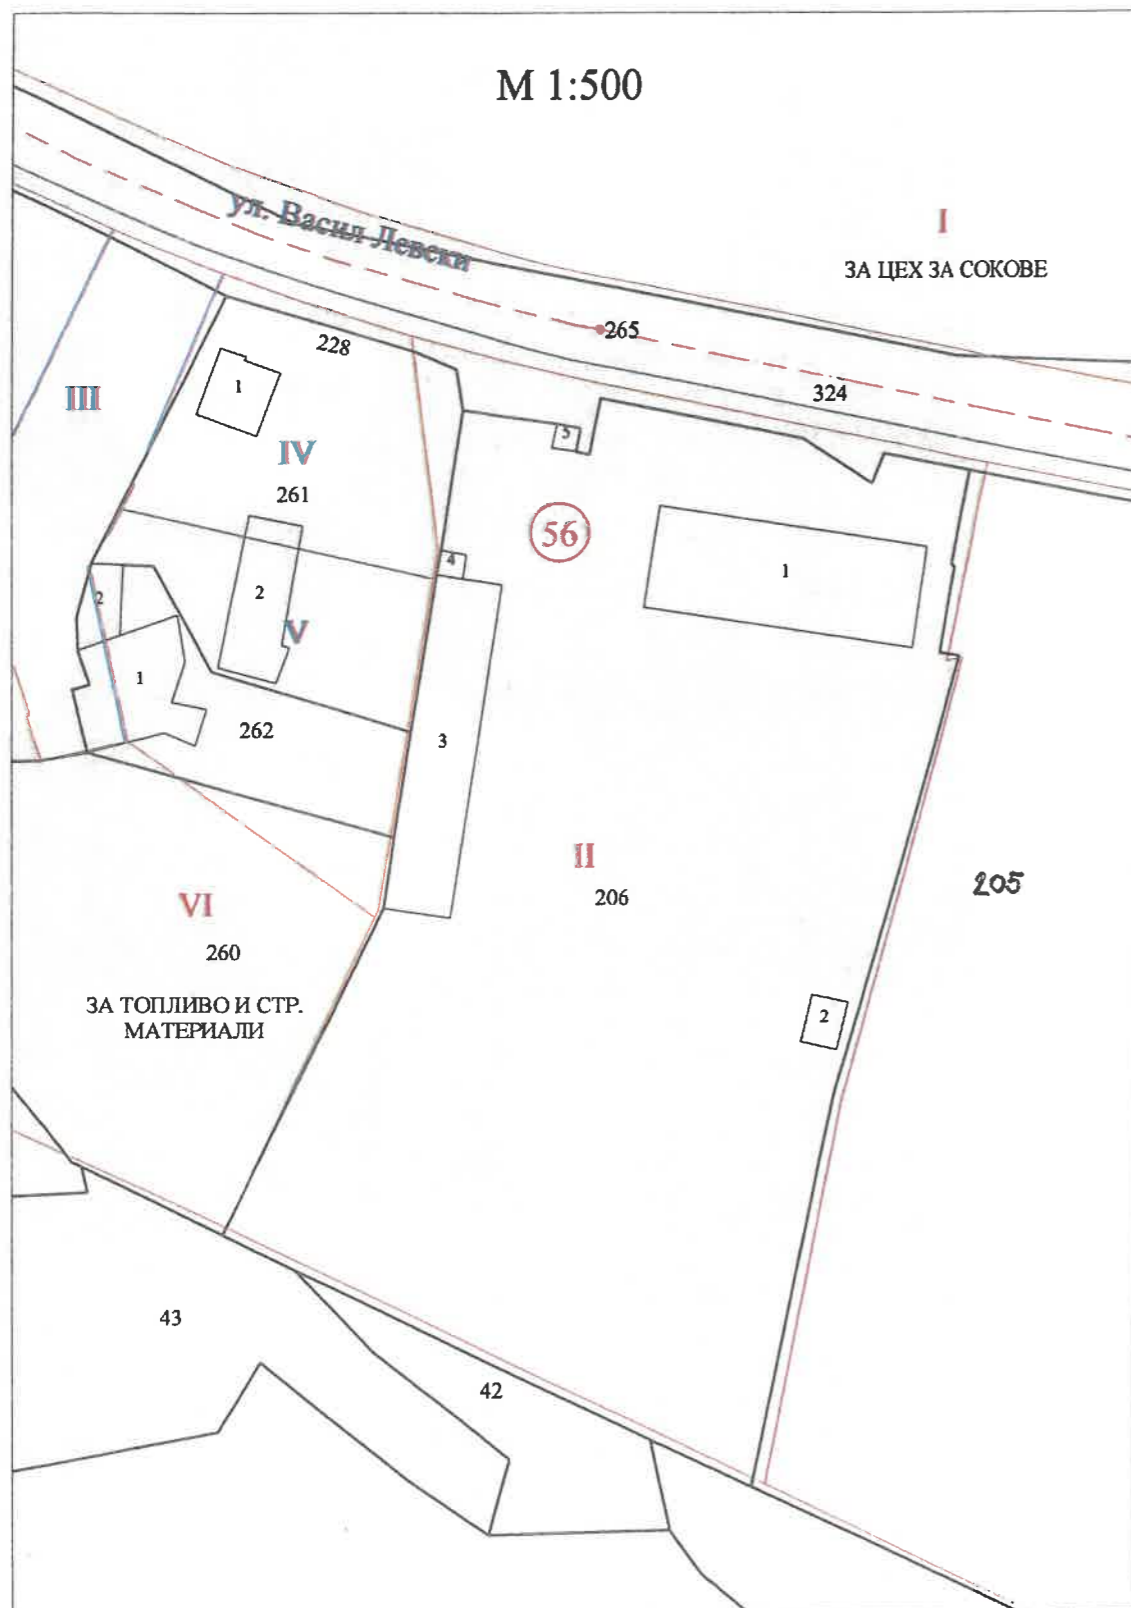 М 1:500
ул. Васил Левски
I
ЗА ЦЕХ ЗА СОКОВЕ
265
228
324
1
III
5
IV
261
56
4
1
2
2
V
1
262
3
II
206
205
VI
260
ЗА ТОПЛИВО И СТР.
МАТЕРИАЛИ
2
43
42